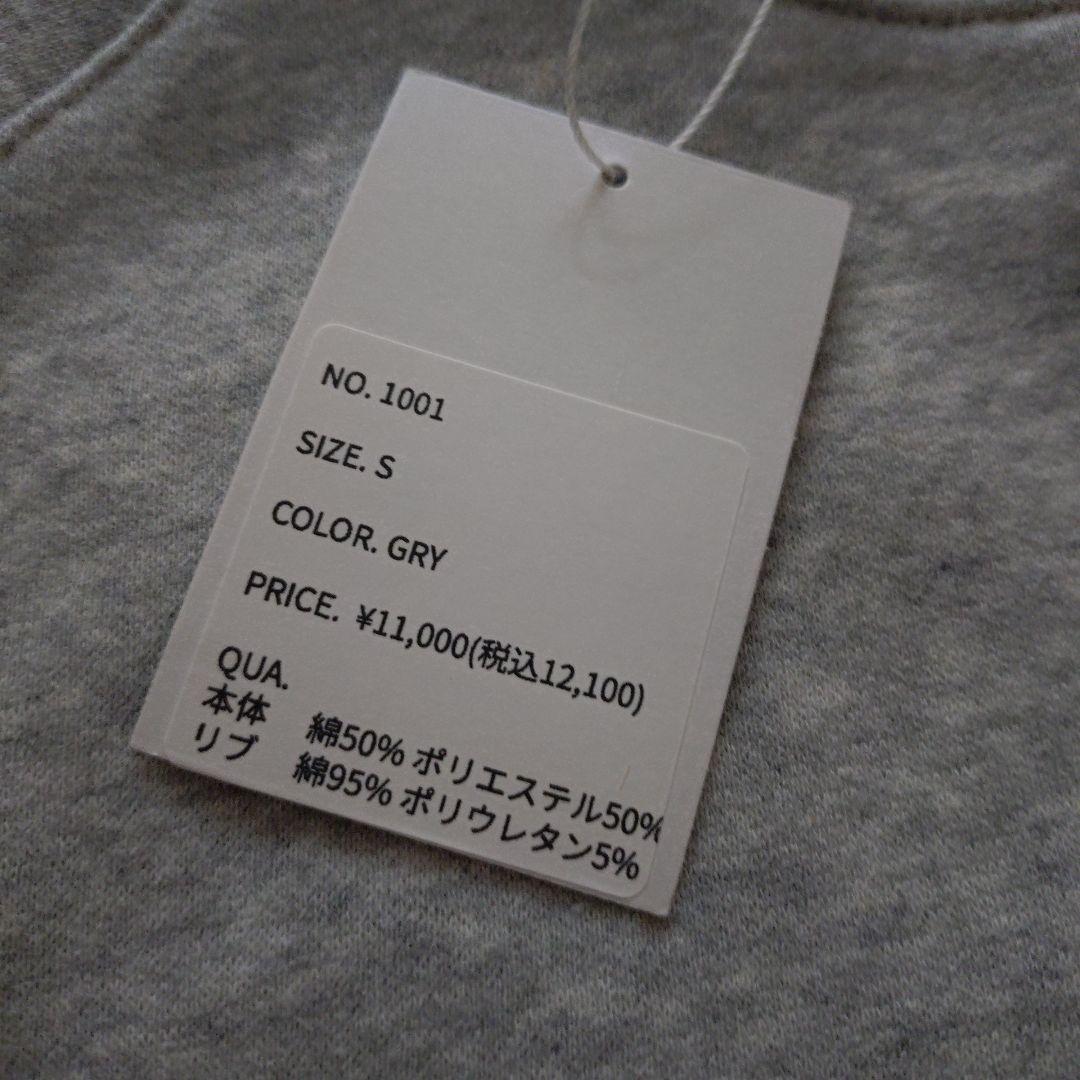 NO. 1001
SIZE. S
COLOR. GRY
PRICE. ¥11,000(税込12,100)
QUA.
本体 綿50% ポリエステル50%
リブ 綿95% ポリウレタン5%